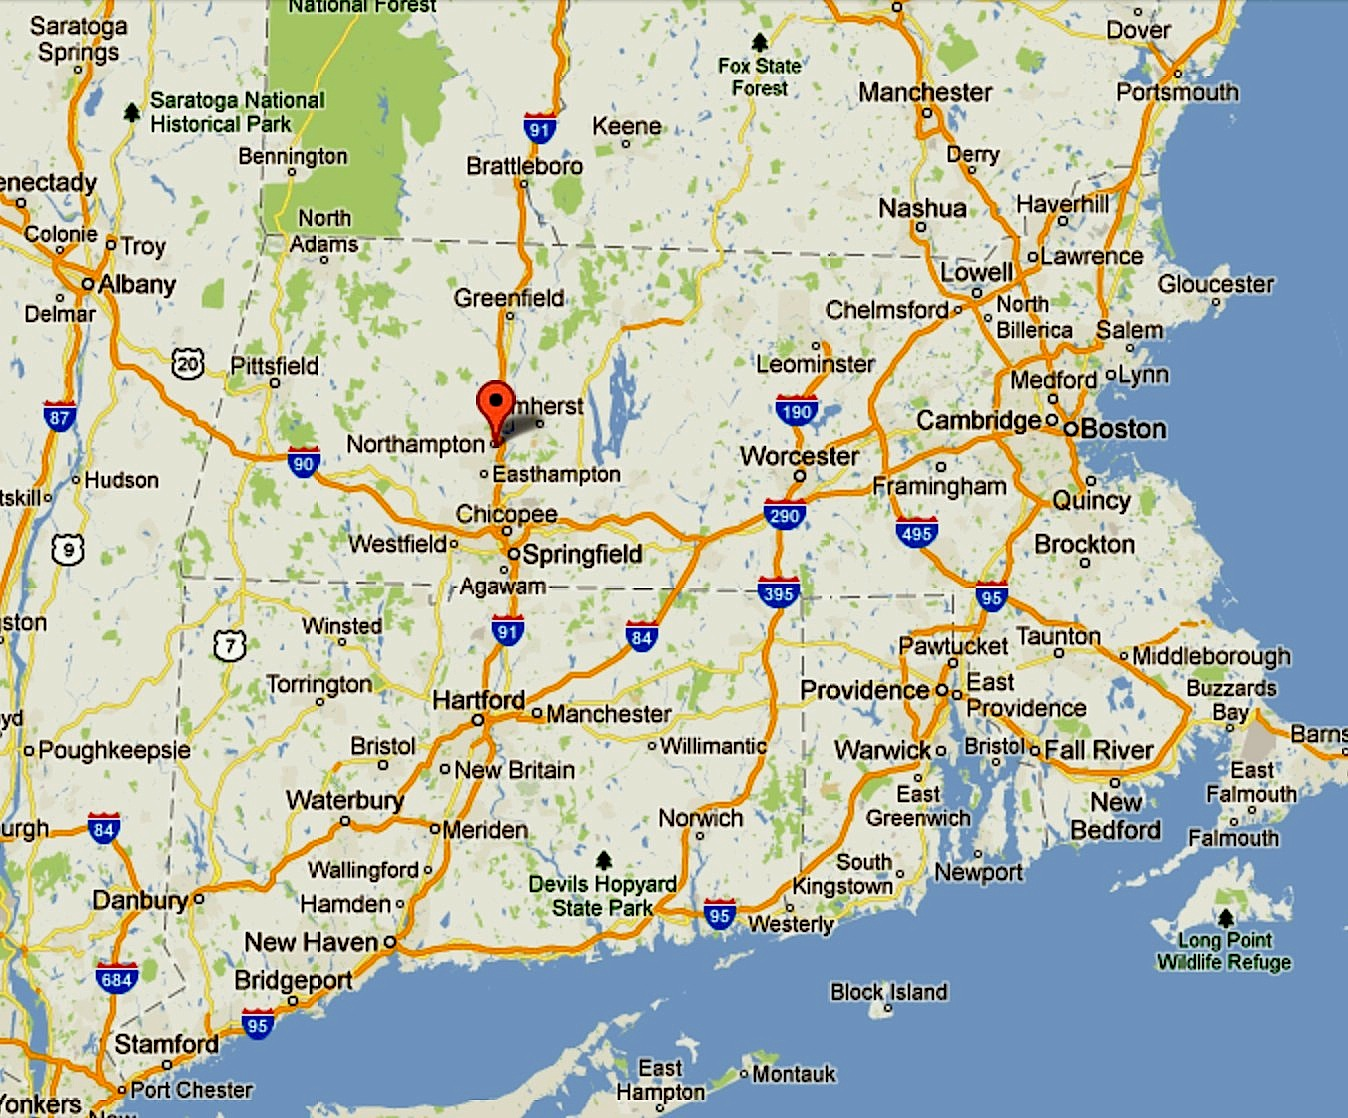 National Forest
Saratoga
Springs
Dover
Fox State
Forest
Manchester
Portsmouth
Saratoga National
Historical Park
91
Keene
Bennington
Brattleboro
Derry
enectady
North
Adams
Nashua
Haverhill
Colonie
Troy
Lawrence
Albany
Lowell
Gloucester
Delmar
Greenfield
Chelmsford
North
Billerica
Salem
20
Pittsfield
Leominster
Medford
Lynn
87
mherst
190
Cambridge
Boston
Northampton
90
Easthampton
Worcester
Hudson
tskill
Framingham
Quincy
Chicopee
290
495
9
Westfield
Springfield
Brockton
Agawam
395
95
ston
Winsted
91
84
7
Pawtucket
Taunton
Middleborough
Torrington
Hartford
Providence
East
Providence
Buzzards
Bay
yd
Manchester
Poughkeepsie
Bristol
Willimantic
Warwick
Bristol
Fall River
Barns
New Britain
East
Falmouth
Waterbury
East
Greenwich
New
Bedford
urgh
84
Meriden
Norwich
Falmouth
Wallingford
South
Kingstown
Newport
Devils Hopyard
State Park
Danbury
Hamden
95
Westerly
New Haven
Long Point
Wildlife Refuge
684
Bridgeport
Block Island
95
Stamford
East
Hampton
Montauk
Port Chester
Yonkers
New